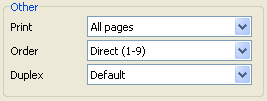 Other
Print All pages
Order Direct (1-9)
Duplex Default